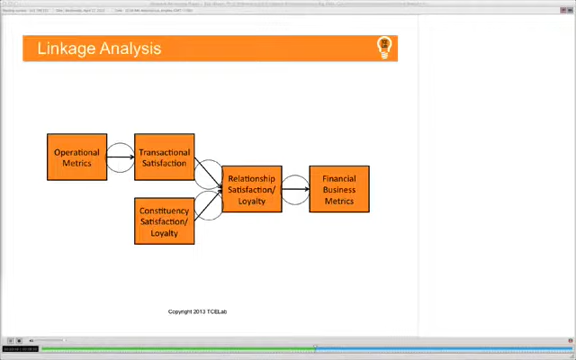 Linkage Analysis
Operational
Metrics
Transactional
Satisfaction
Constituency
Satisfaction/
Loyalty
Relationship
Satisfaction/
Loyalty
Financial
Business
Metrics
Copyright 2013 TCELab